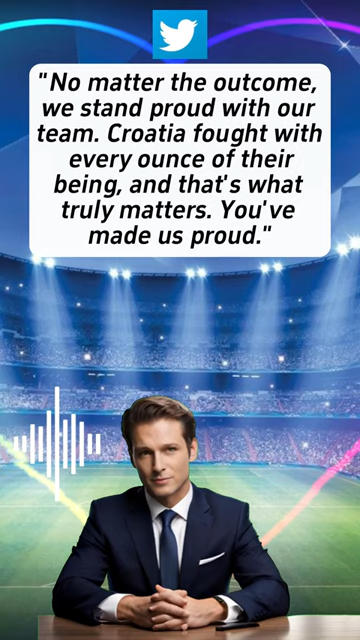 "No matter the outcome,
we stand proud with our
team. Croatia fought with
every ounce of their
being, and that's what
truly matters. You've
made us proud."